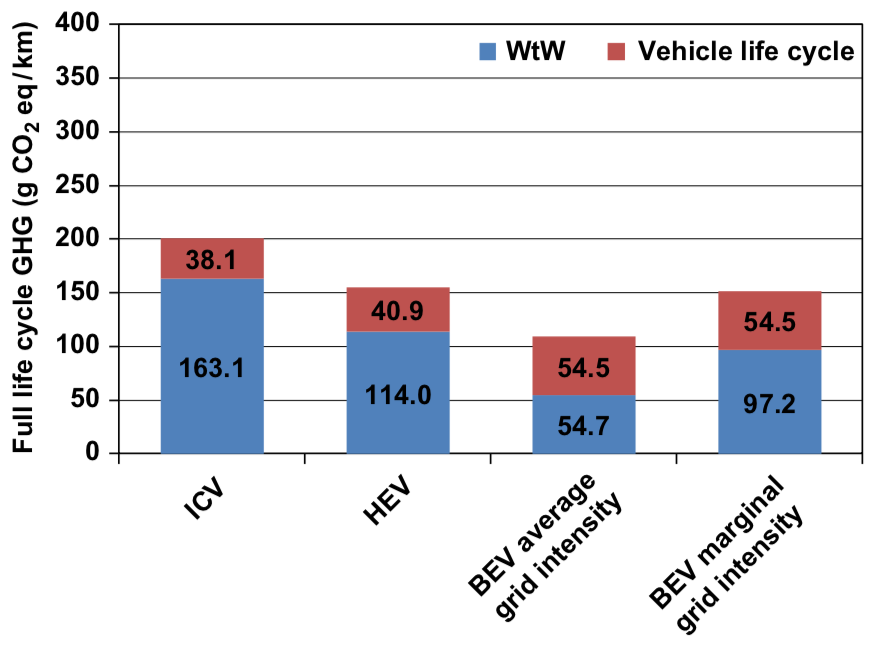 Full life cycle GHG (g CO₂ eq/km)
400
350
300
250
200
150
100
50
0
WtW
Vehicle life cycle
38.1
163.1
40.9
114.0
54.5
54.7
54.5
97.2
ICV
HEV
BEV average
grid intensity
BEV marginal
grid intensity